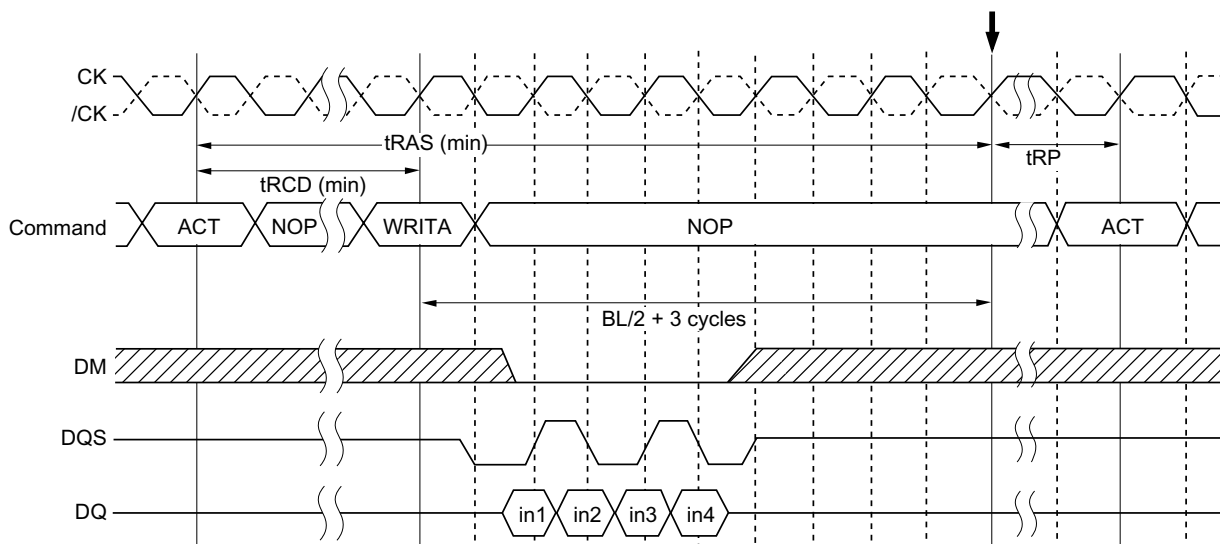 CK
/CK
tRAS (min)
tRP
tRCD (min)
Command
ACT
NOP
WRITA
NOP
ACT
BL/2 + 3 cycles
DM
DQS
DQ
in1
in2
in3
in4